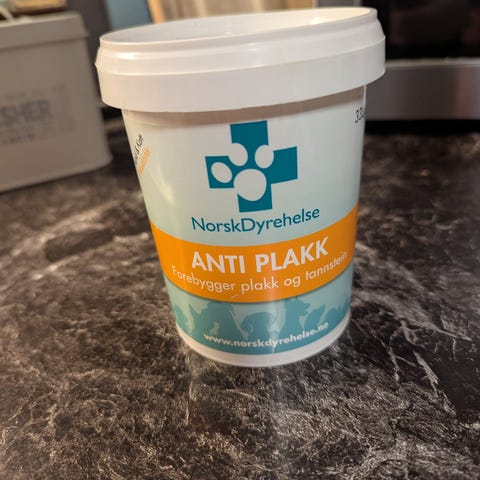 NorskDyrehelse
ANTI PLAKK
Forebygger plakk og tannstein
www.norskdyrehelse.no